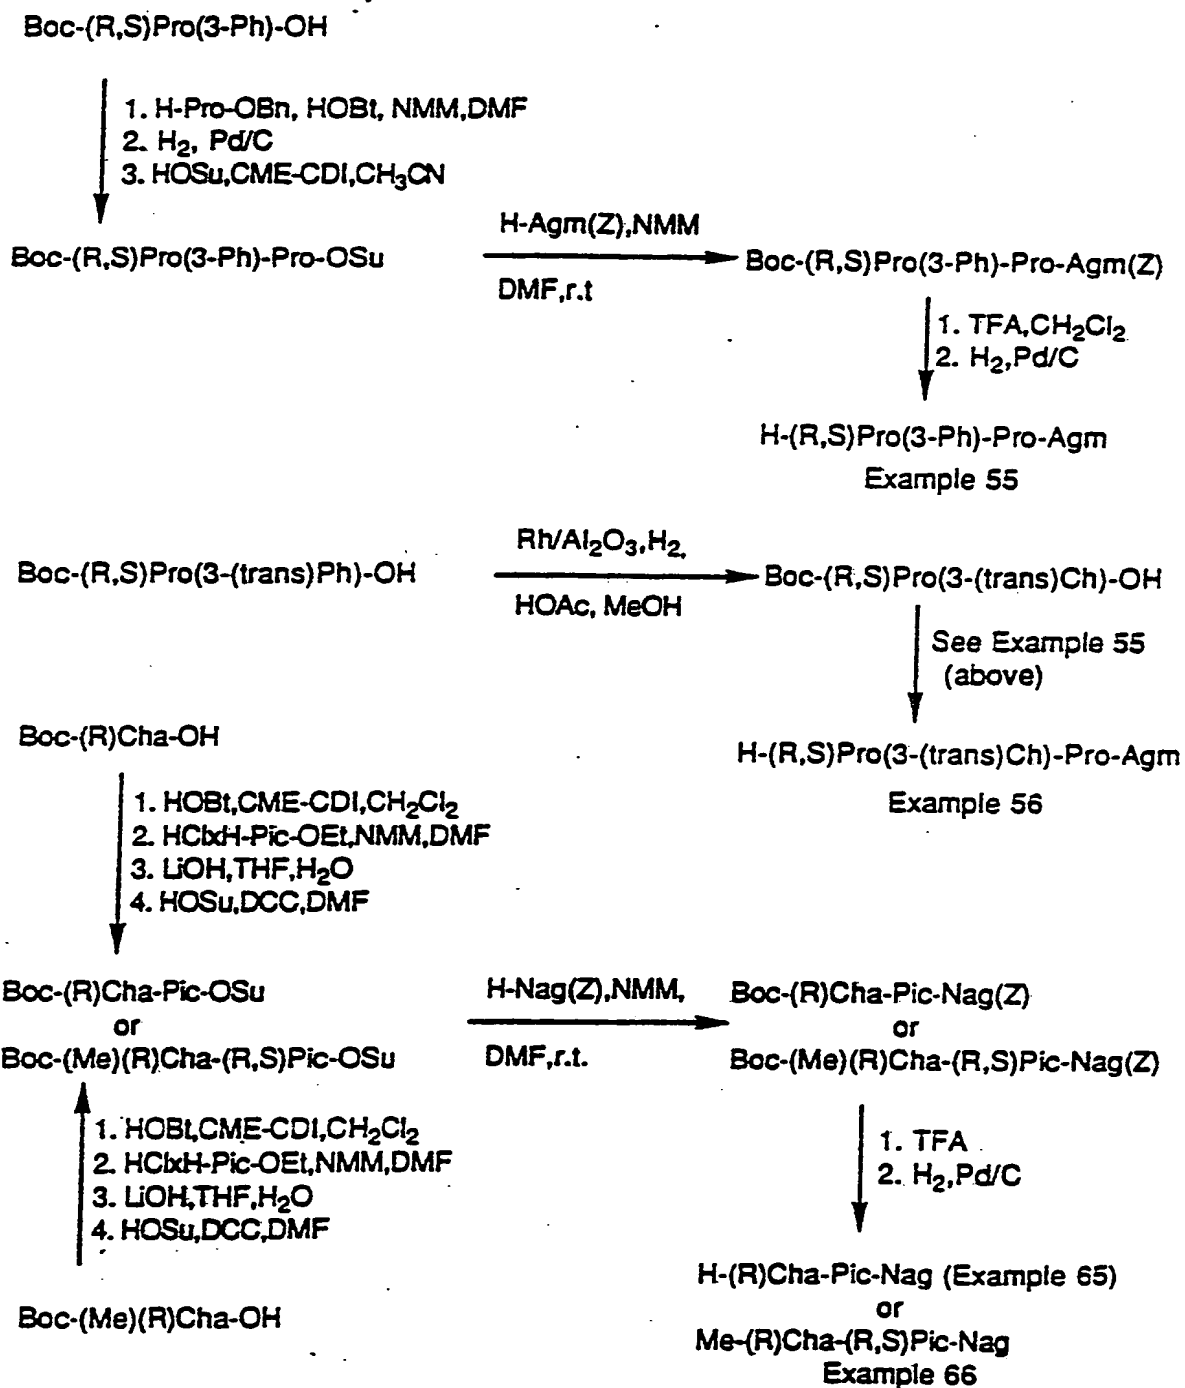 Boc-(R,S)Pro(3-Ph)-OH
1. H-Pro-OBn, HOBt, NMM,DMF
2. H₂, Pd/C
3. HOSu,CME-CDI,CH₃CN
Boc-(R,S)Pro(3-Ph)-Pro-OSu
H-Agm(Z),NMM
DMF,r.t
Boc-(R,S)Pro(3-Ph)-Pro-Agm(Z)
1. TFA,CH₂Cl₂
2. H₂,Pd/C
H-(R,S)Pro(3-Ph)-Pro-Agm
Example 55
Boc-(R,S)Pro(3-(trans)Ph)-OH
Rh/Al₂O₃,H₂,
HOAc, MeOH
Boc-(R,S)Pro(3-(trans)Ch)-OH
See Example 55
(above)
H-(R,S)Pro(3-(trans)Ch)-Pro-Agm
Example 56
Boc-(R)Cha-OH
1. HOBt,CME-CDI,CH₂Cl₂
2. HClxH-Pic-OEt,NMM,DMF
3. LiOH,THF,H₂O
4. HOSu,DCC,DMF
Boc-(R)Cha-Pic-OSu
or
Boc-(Me)(R)Cha-(R,S)Pic-OSu
H-Nag(Z),NMM,
DMF,r.t.
Boc-(R)Cha-Pic-Nag(Z)
or
Boc-(Me)(R)Cha-(R,S)Pic-Nag(Z)
1. HOBt,CME-CDI,CH₂Cl₂
2. HClxH-Pic-OEt,NMM,DMF
3. LiOH,THF,H₂O
4. HOSu,DCC,DMF
Boc-(Me)(R)Cha-OH
1. TFA
2. H₂,Pd/C
H-(R)Cha-Pic-Nag (Example 65)
or
Me-(R)Cha-(R,S)Pic-Nag
Example 66